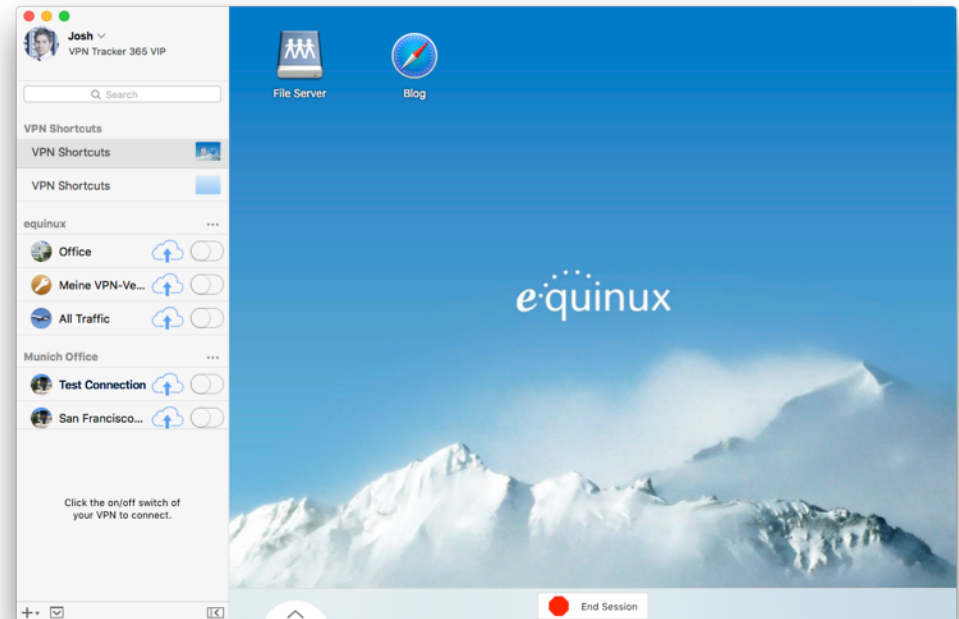 Josh
VPN Tracker 365 VIP
Search
VPN Shortcuts
VPN Shortcuts
VPN Shortcuts
equinux
Office
Meine VPN-Ve...
All Traffic
Munich Office
Test Connection
San Francisco...
Click the on/off switch of
your VPN to connect.
File Server
Blog
equinux
End Session